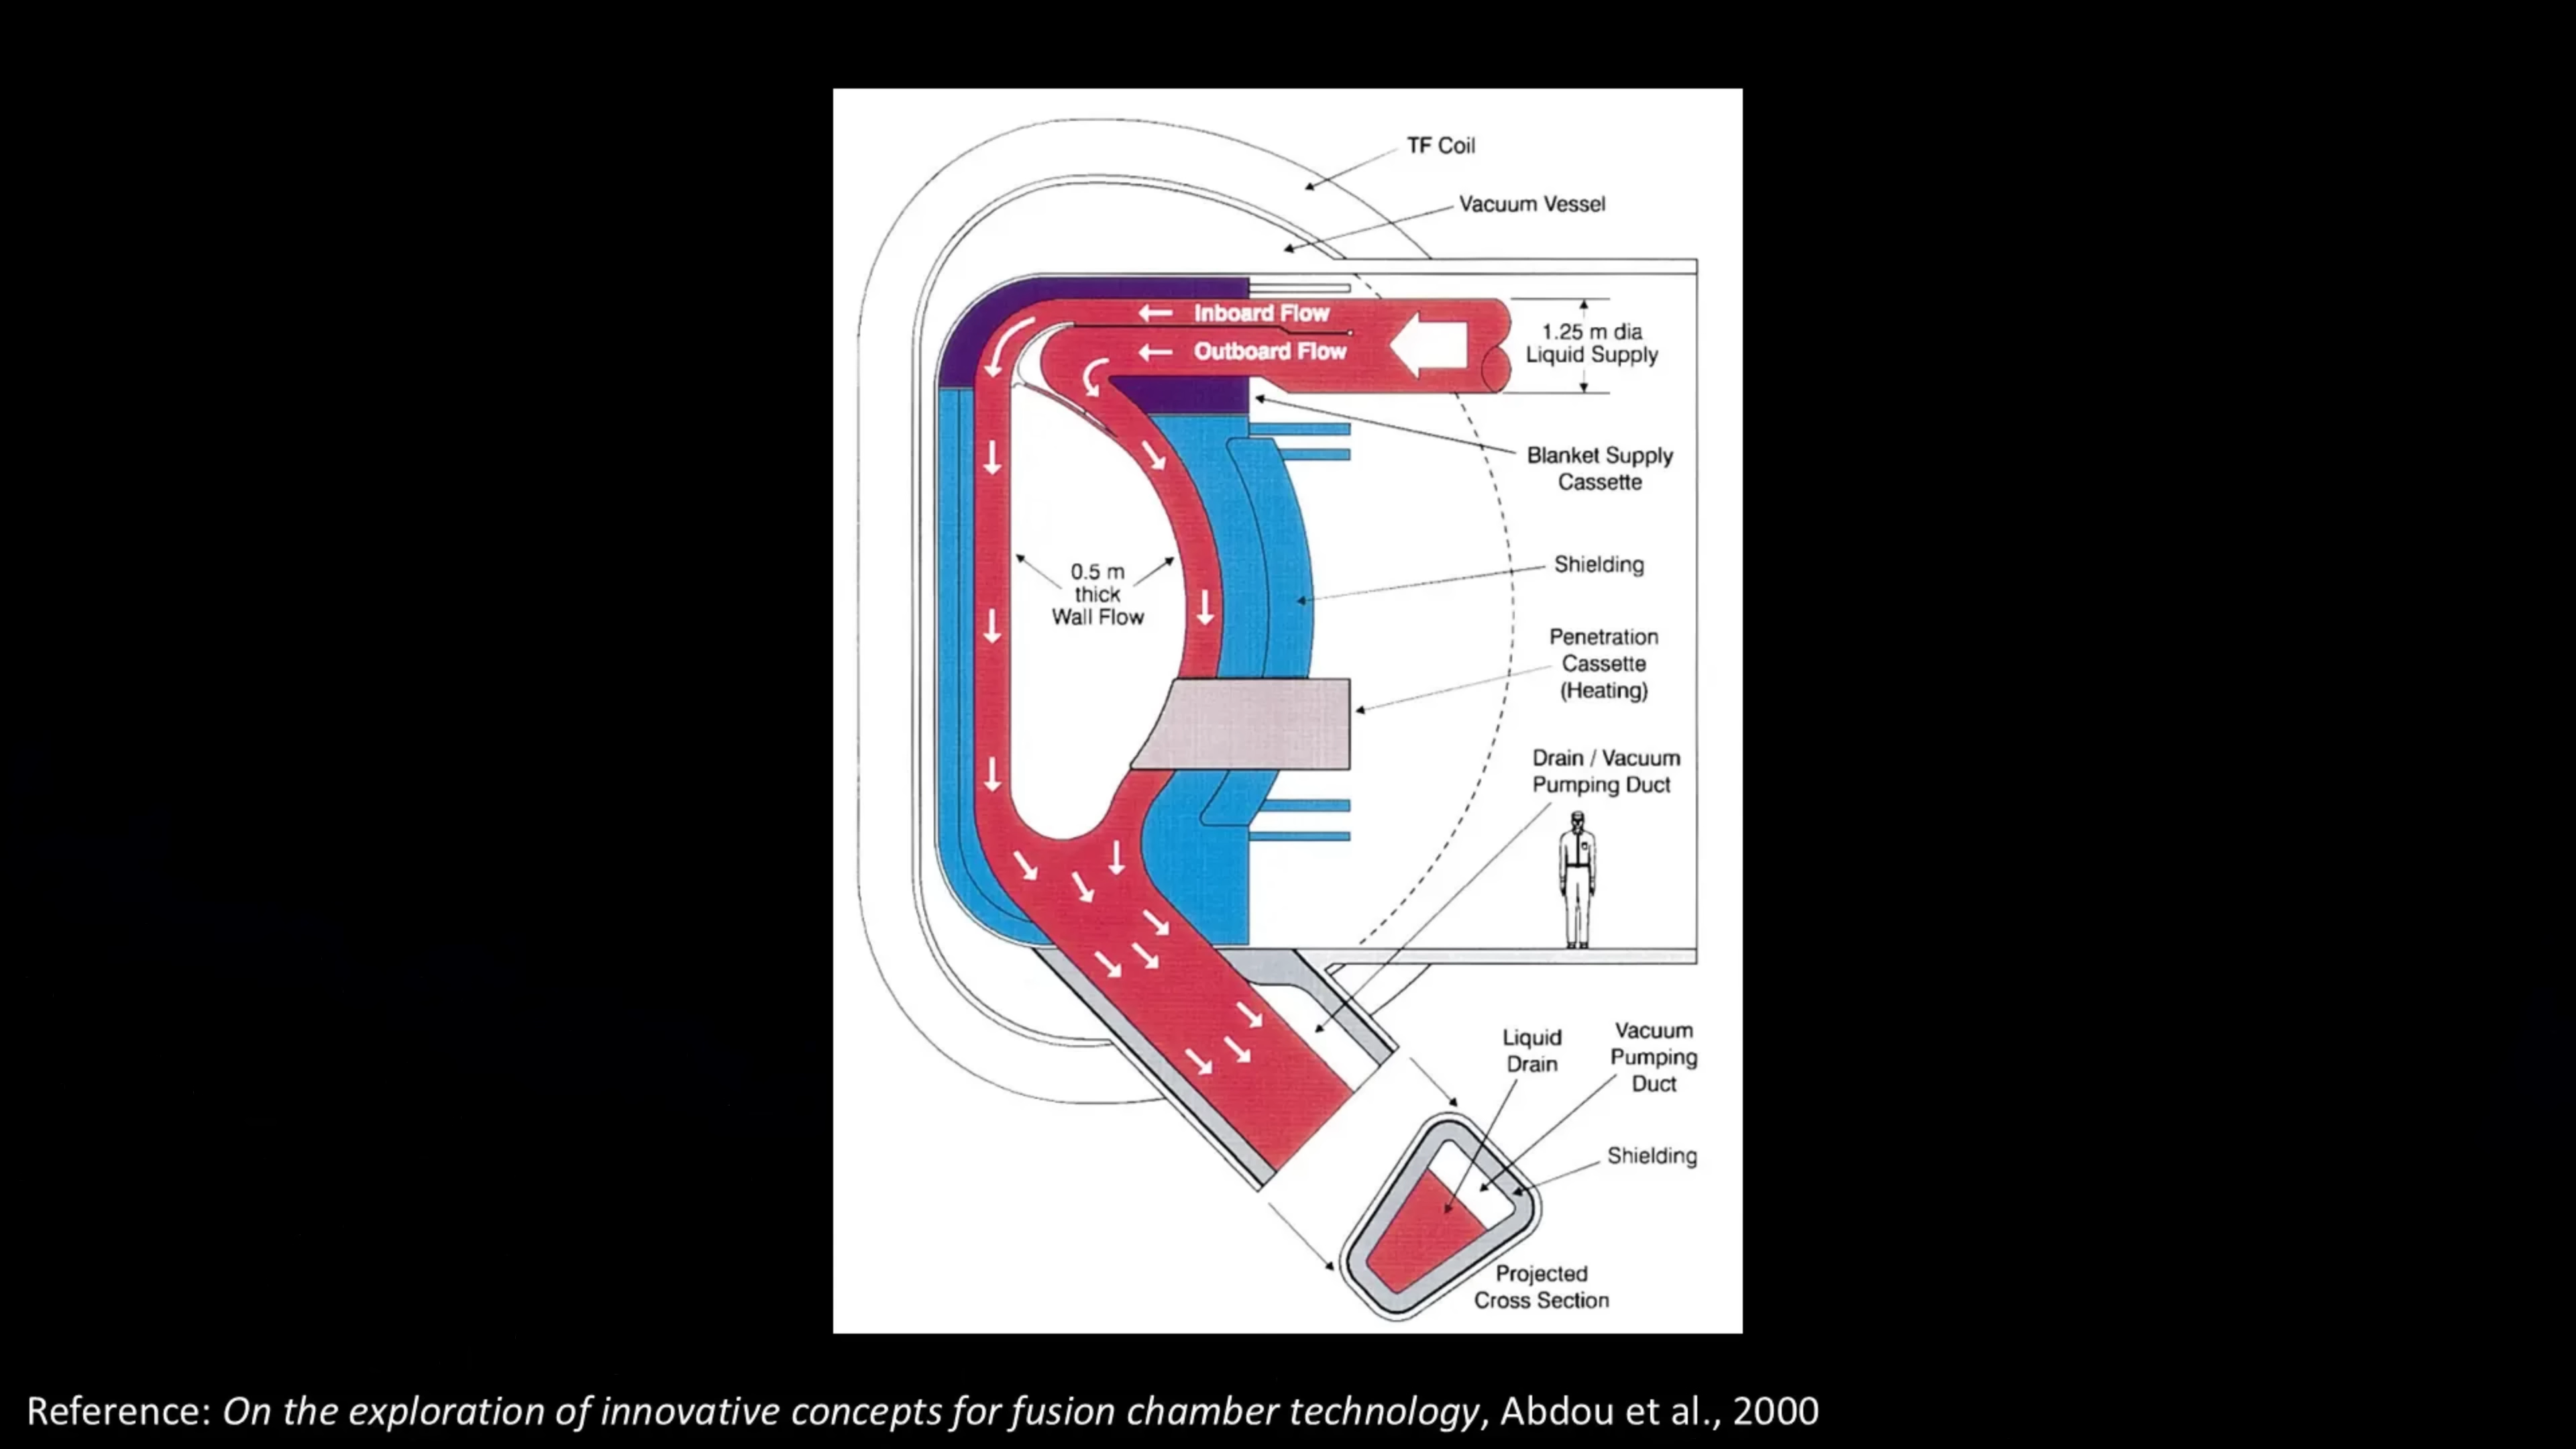 TF Coil
Vacuum Vessel
Inboard Flow
Outboard Flow
1.25 m dia
Liquid Supply
Blanket Supply
Cassette
Shielding
0.5 m
thick
Wall Flow
Penetration
Cassette
(Heating)
Drain / Vacuum
Pumping Duct
Liquid
Drain
Vacuum
Pumping
Duct
Shielding
Projected
Cross Section
Reference: On the exploration of innovative concepts for fusion chamber technology, Abdou et al., 2000